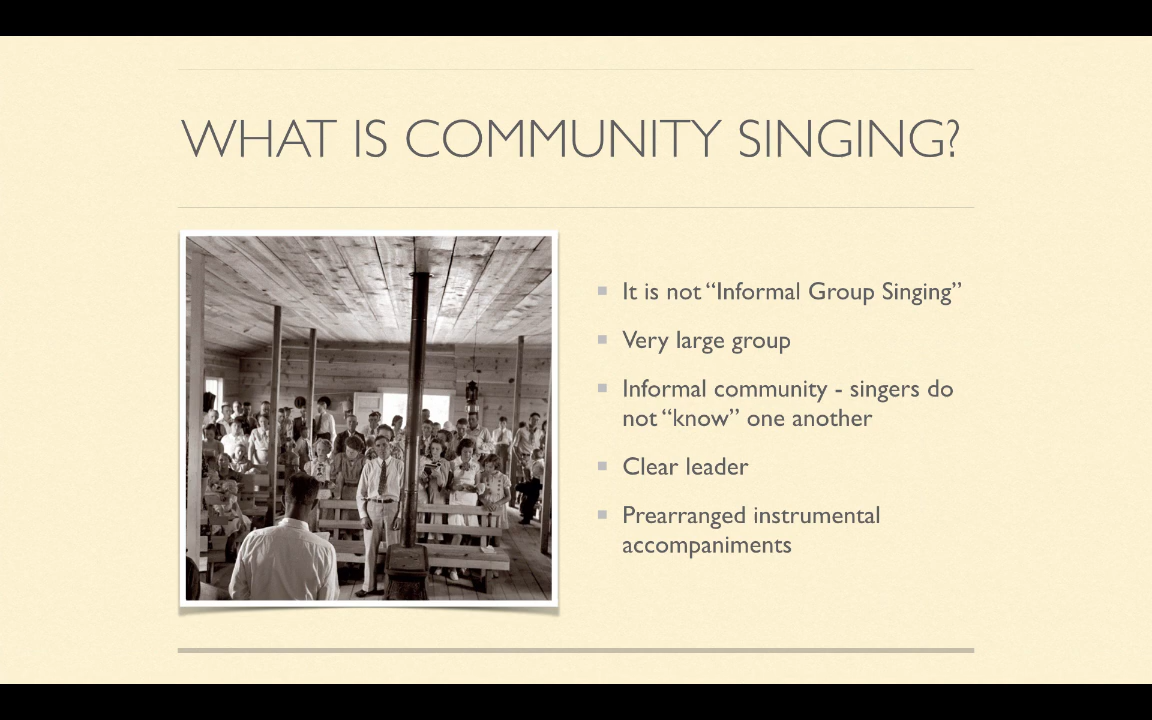 WHAT IS COMMUNITY SINGING?
It is not “Informal Group Singing”
Very large group
Informal community - singers do
not “know” one another
Clear leader
Prearranged instrumental
accompaniments